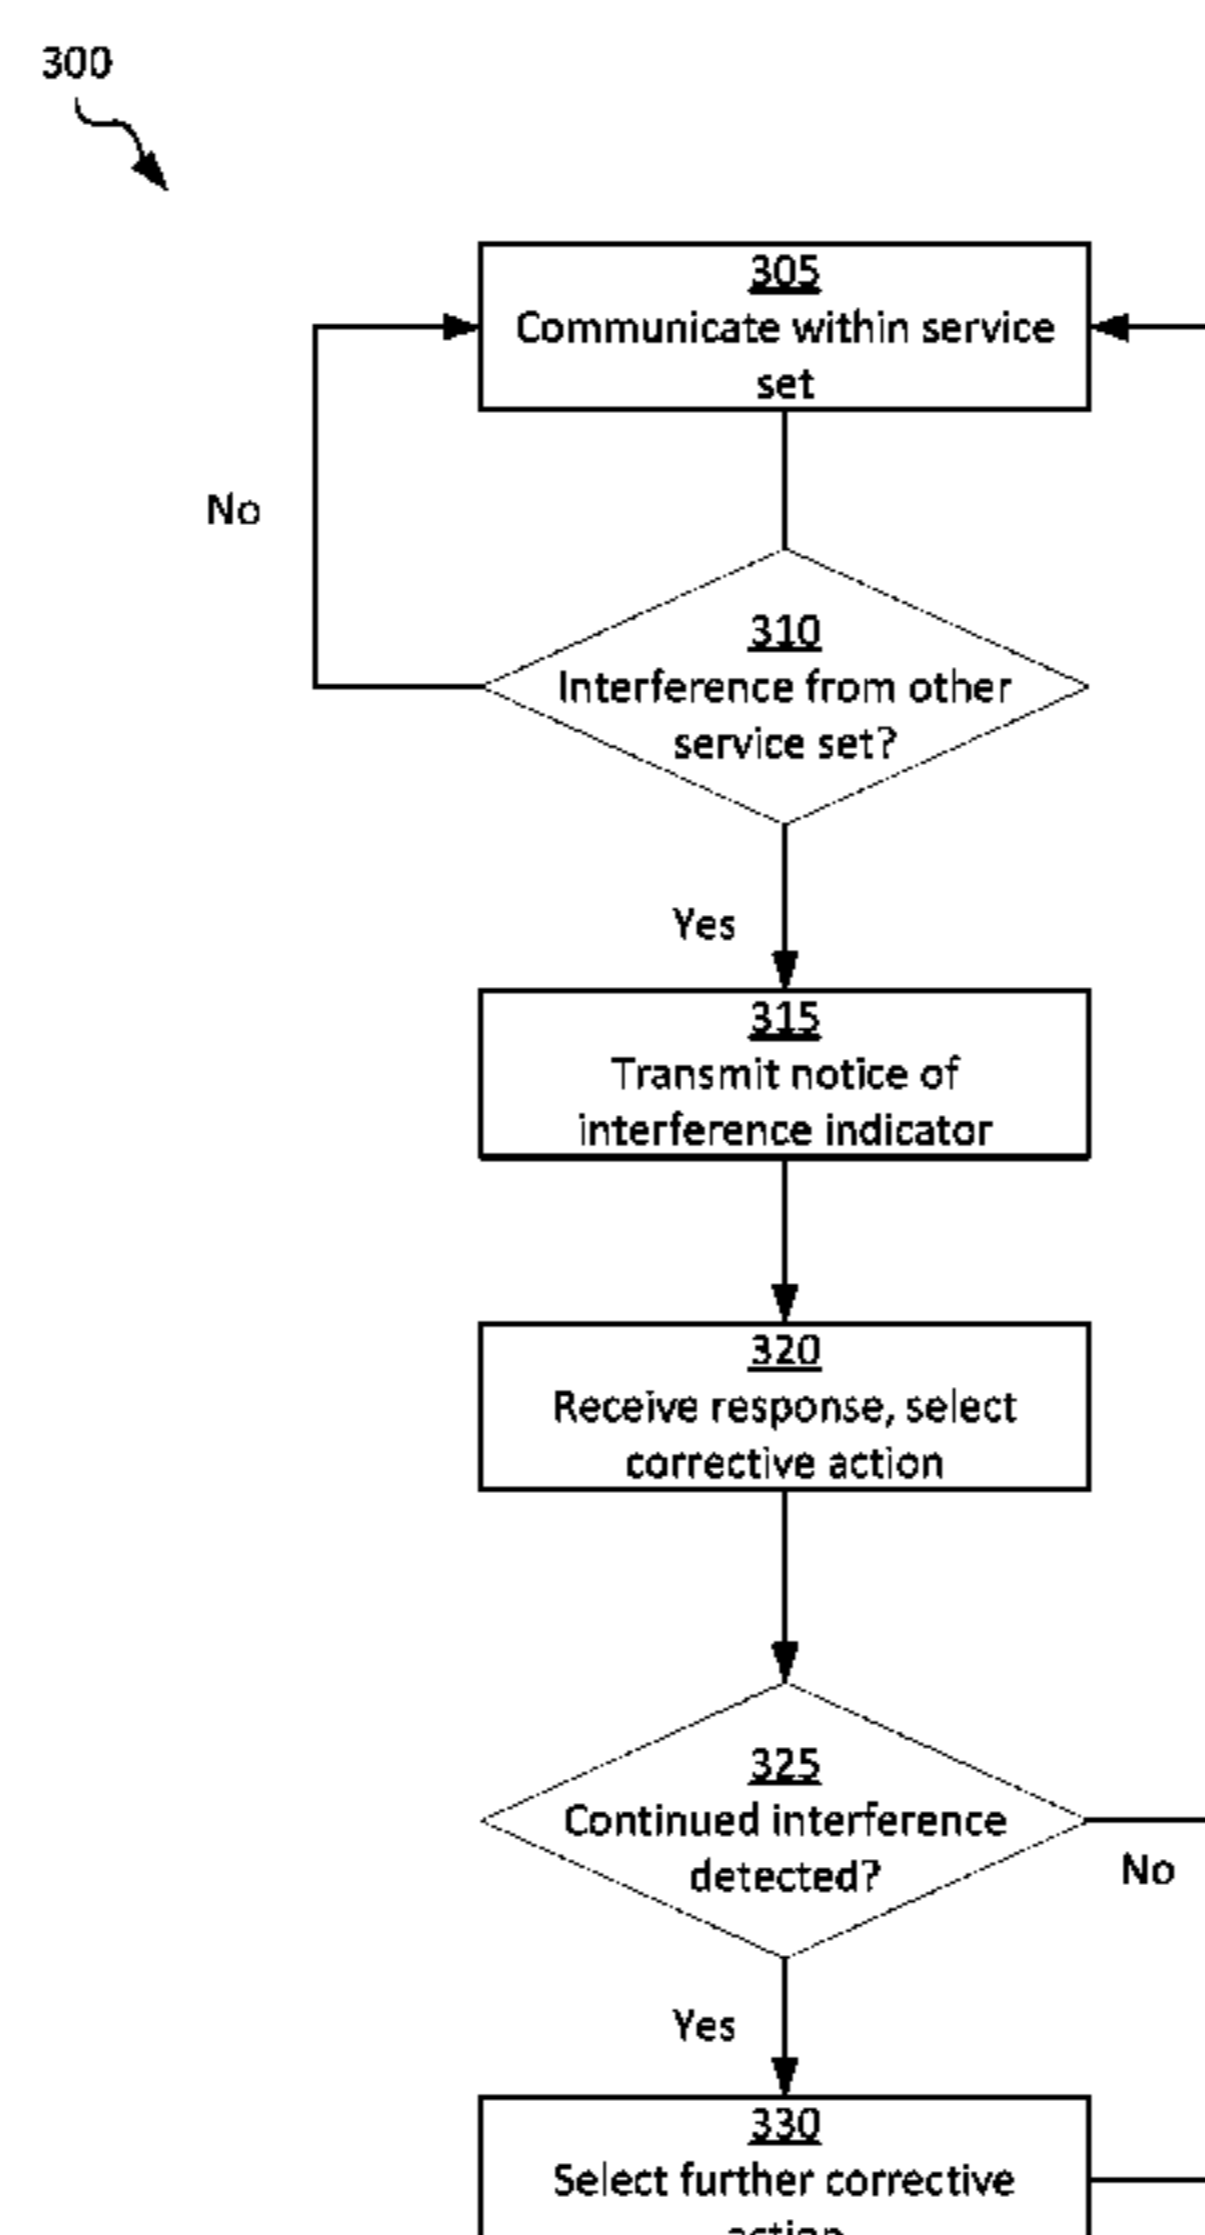 300
305
Communicate within service
set
No
310
Interference from other
service set?
Yes
315
Transmit notice of
interference indicator
320
Receive response, select
corrective action
325
Continued interference
detected?
No
Yes
330
Select further corrective
action